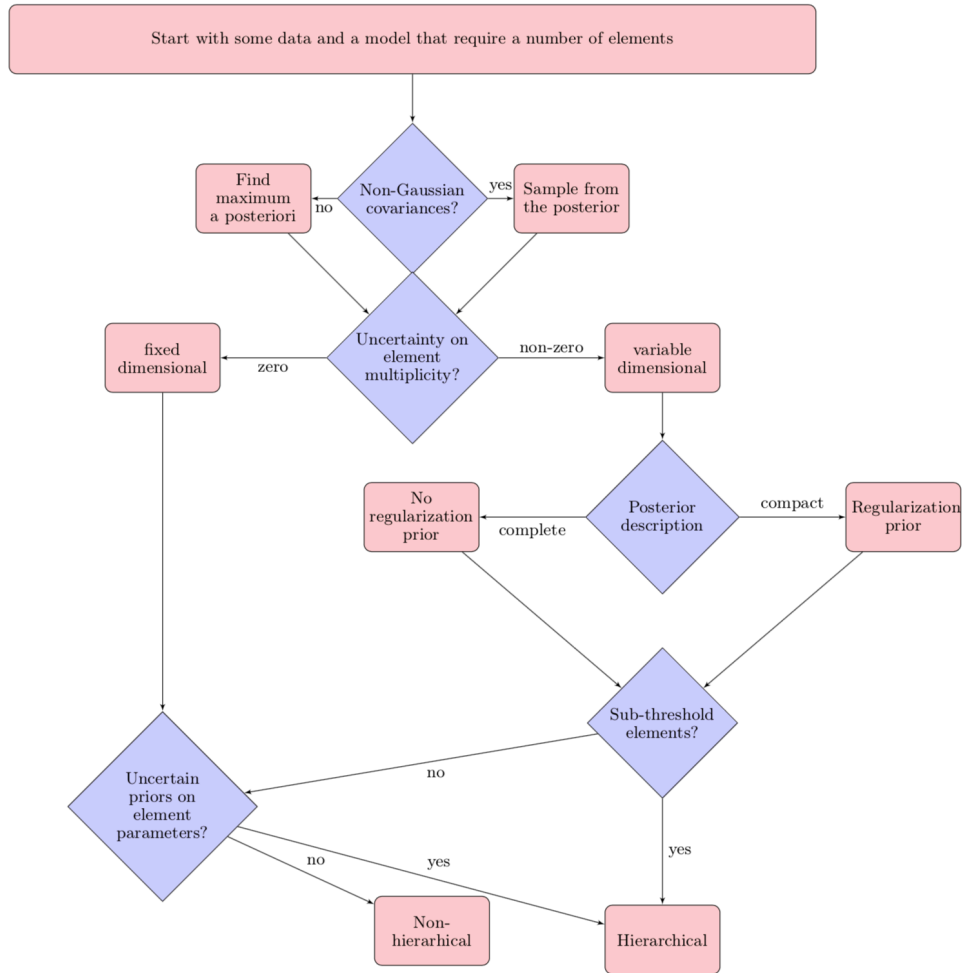 Start with some data and a model that require a number of elements
Find
maximum
a posteriori
no
Non-Gaussian
covariances?
yes
Sample from
the posterior
fixed
dimensional
zero
Uncertainty on
element
multiplicity?
non-zero
variable
dimensional
No
regularization
prior
complete
Posterior
description
compact
Regularization
prior
Sub-threshold
elements?
no
yes
Uncertain
priors on
element
parameters?
no
yes
Non-
hierarhical
Hierarchical